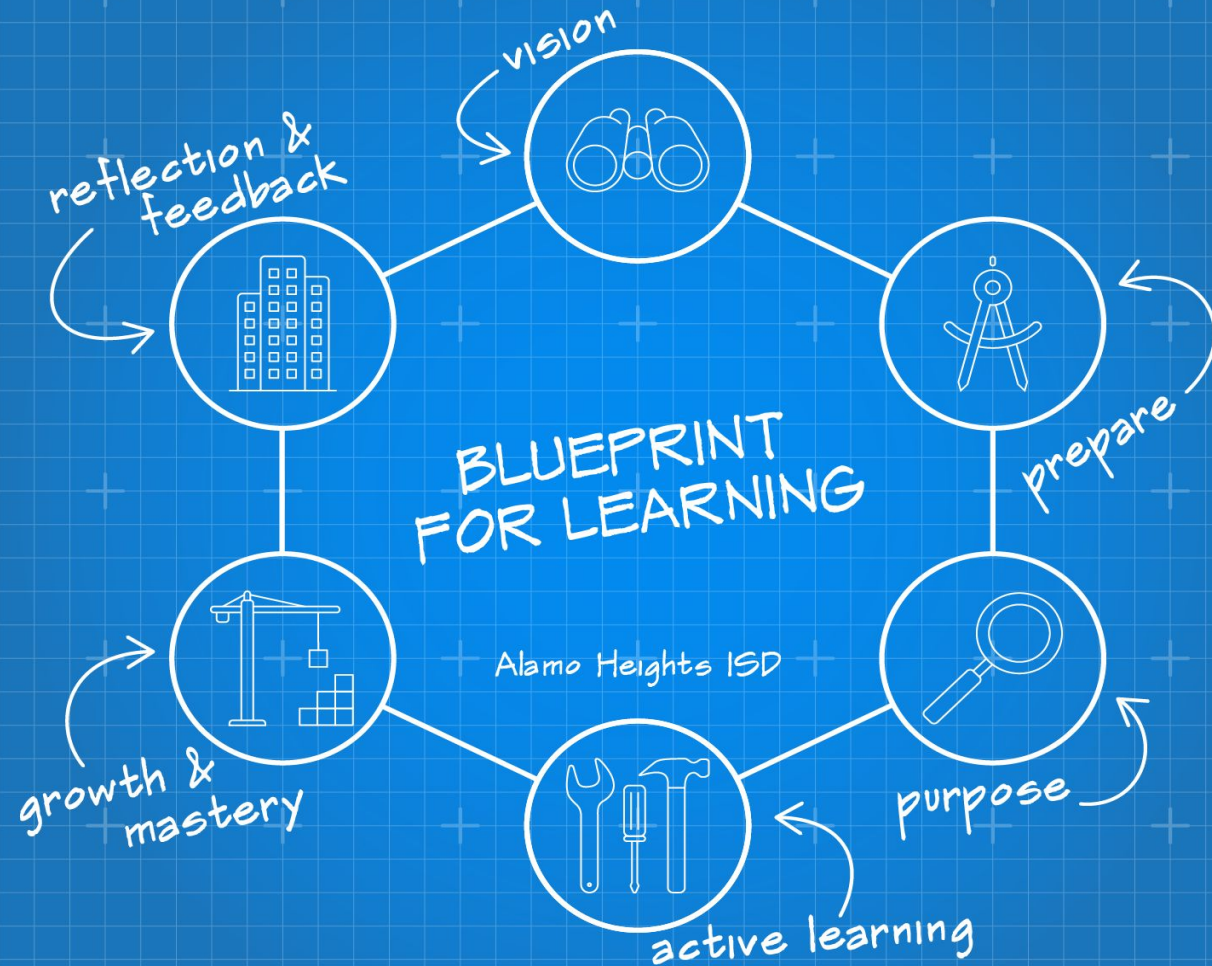 vision
reflection &
feedback
prepare
BLUEPRINT
FOR LEARNING
Alamo Heights ISD
growth &
mastery
purpose
active learning